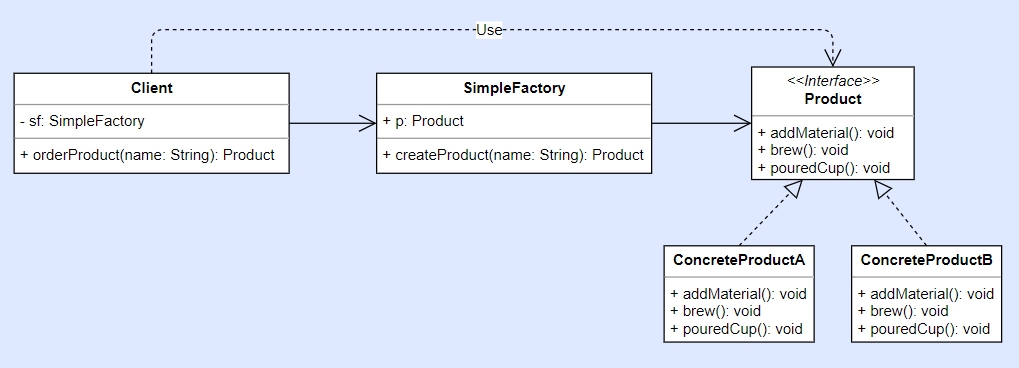 Use
Client
- sf: SimpleFactory
+ orderProduct(name: String): Product
SimpleFactory
+ p: Product
+ createProduct(name: String): Product
<<Interface>>
Product
+ addMaterial(): void
+ brew(): void
+ pouredCup(): void
ConcreteProductA
+ addMaterial(): void
+ brew(): void
+ pouredCup(): void
ConcreteProductB
+ addMaterial(): void
+ brew(): void
+ pouredCup(): void